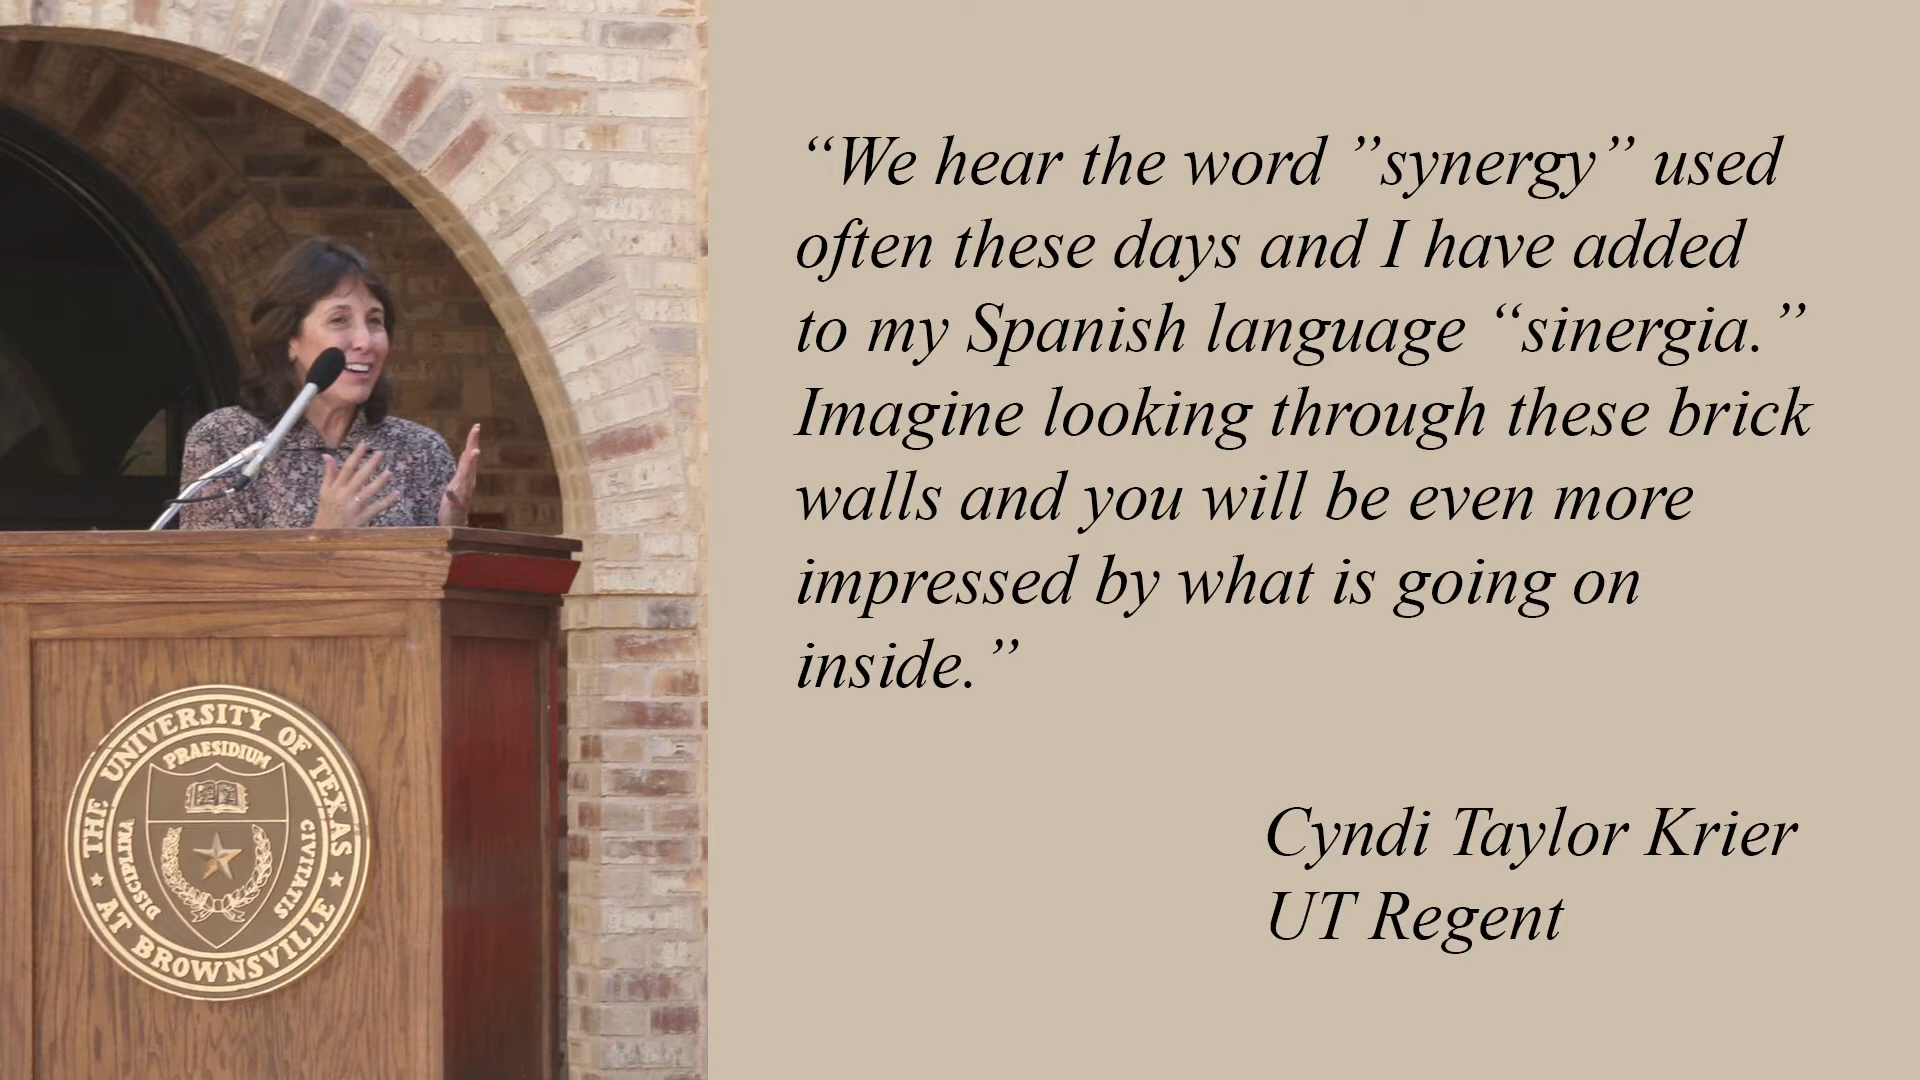 “We hear the word ”synergy” used
often these days and I have added
to my Spanish language “sinergia.”
Imagine looking through these brick
walls and you will be even more
impressed by what is going on
inside.”
Cyndi Taylor Krier
UT Regent
THE UNIVERSITY OF TEXAS
AT BROWNSVILLE
PRAESIDIUM
DISCIPLINA
CIVITATIS